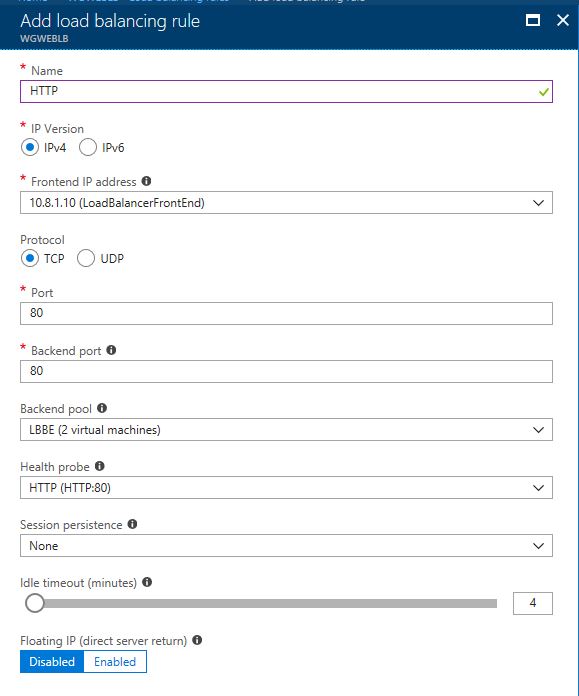 Add load balancing rule
WGWEBLB
* Name
HTTP
* IP Version
IPv4 IPv6
* Frontend IP address
10.8.1.10 (LoadBalancerFrontEnd)
Protocol
TCP UDP
* Port
80
* Backend port
80
Backend pool
LBBE (2 virtual machines)
Health probe
HTTP (HTTP:80)
Session persistence
None
Idle timeout (minutes)
4
Floating IP (direct server return)
Disabled Enabled